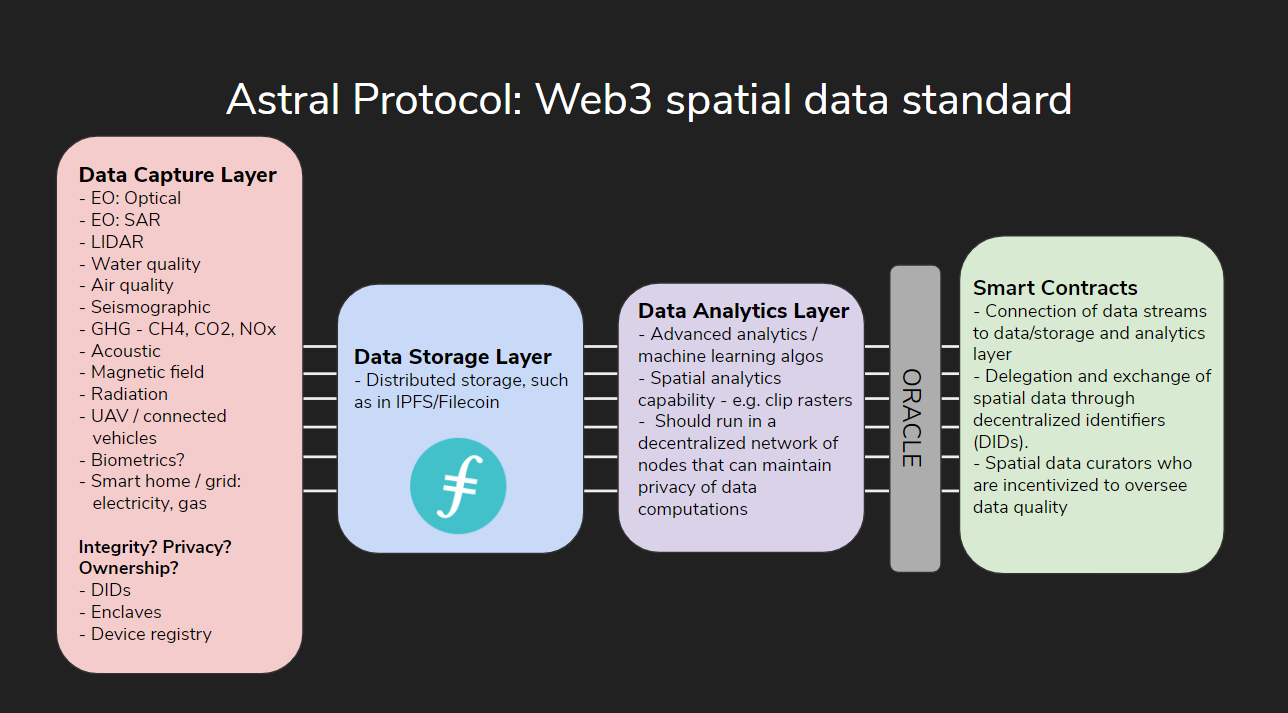 Astral Protocol: Web3 spatial data standard
Data Capture Layer
- EO: Optical
- EO: SAR
- LIDAR
- Water quality
- Air quality
- Seismographic
- GHG - CH4, CO2, NOx
- Acoustic
- Magnetic field
- Radiation
- UAV / connected
vehicles
- Biometrics?
- Smart home / grid:
electricity, gas
Integrity? Privacy?
Ownership?
- DIDs
- Enclaves
- Device registry
Data Storage Layer
- Distributed storage, such
as in IPFS/Filecoin
Data Analytics Layer
- Advanced analytics /
machine learning algos
- Spatial analytics
capability - e.g. clip rasters
- Should run in a
decentralized network of
nodes that can maintain
privacy of data
computations
ORACLE
Smart Contracts
- Connection of data streams
to data/storage and analytics
layer
- Delegation and exchange of
spatial data through
decentralized identifiers
(DIDs).
- Spatial data curators who
are incentivized to oversee
data quality